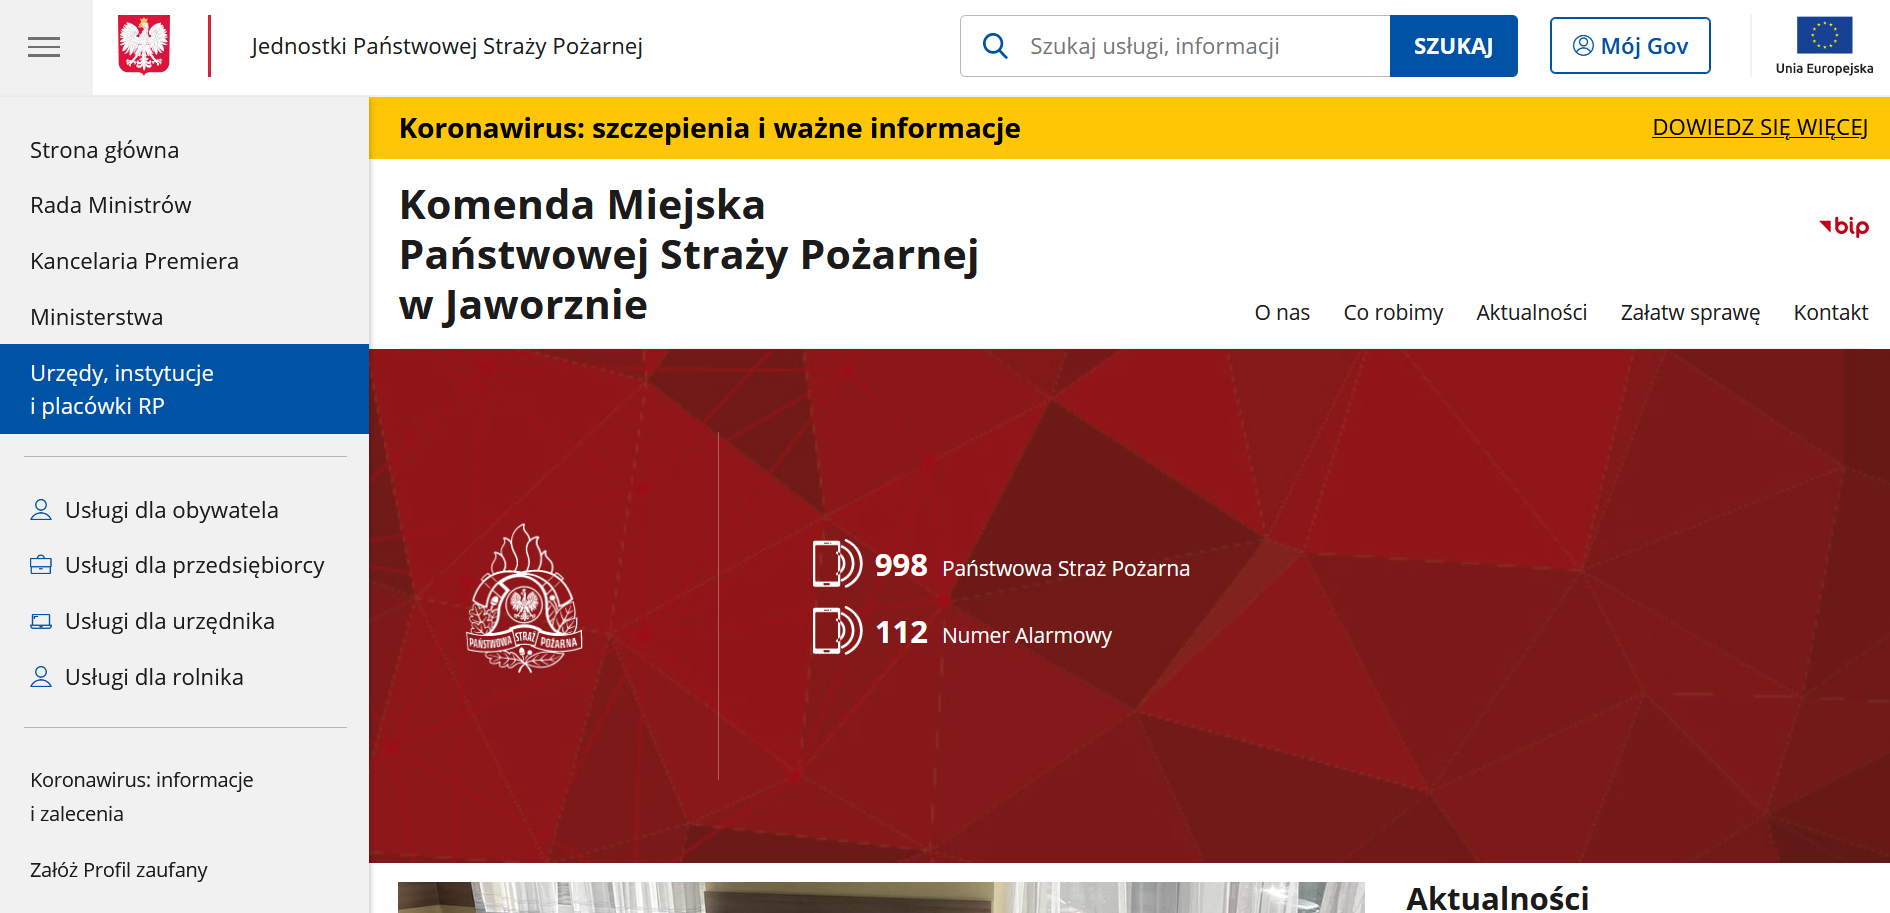 Jednostki Państwowej Straży Pożarnej
Szukaj usługi, informacji
SZUKAJ
Mój Gov
Unia Europejska
Strona główna
Rada Ministrów
Kancelaria Premiera
Ministerstwa
Urzędy, instytucje
i placówki RP
Usługi dla obywatela
Usługi dla przedsiębiorcy
Usługi dla urzędnika
Usługi dla rolnika
Koronawirus: informacje
i zalecenia
Załóż Profil zaufany
Koronawirus: szczepienia i ważne informacje
DOWIEDZ SIĘ WIĘCEJ
Komenda Miejska
Państwowej Straży Pożarnej
w Jaworznie
bip
O nas
Co robimy
Aktualności
Załatw sprawę
Kontakt
PAŃSTWOWA STRAŻ POŻARNA
998 Państwowa Straż Pożarna
112 Numer Alarmowy
Aktualności